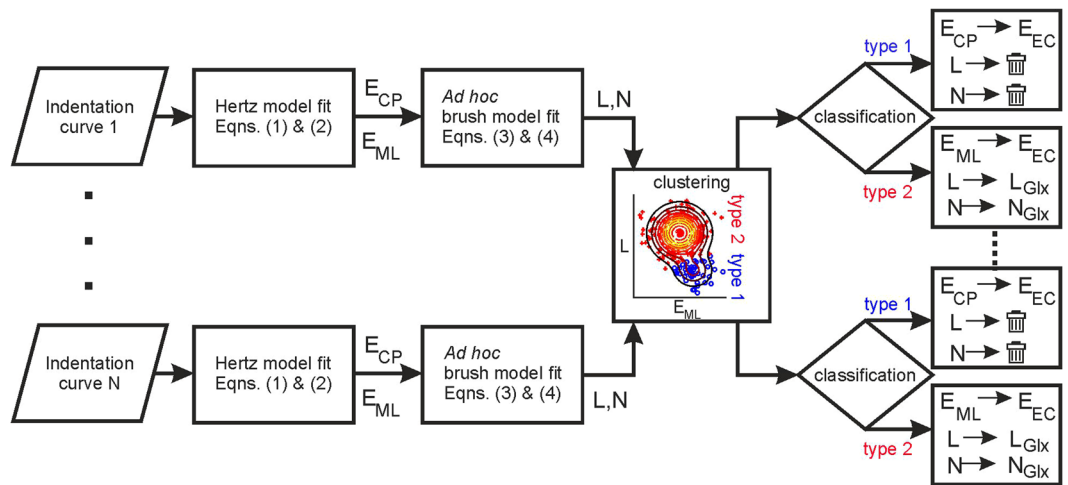 Indentation
curve 1
Hertz model fit
Eqns. (1) & (2)
E_CP
E_ML
Ad hoc
brush model fit
Eqns. (3) & (4)
L,N
clustering
L
E_ML
type 2
type 1
classification
type 1
type 2
E_CP → E_EC
L →
N →
E_ML → E_EC
L → L_Glx
N → N_Glx
Indentation
curve N
Hertz model fit
Eqns. (1) & (2)
E_CP
E_ML
Ad hoc
brush model fit
Eqns. (3) & (4)
L,N
classification
type 1
type 2
E_CP → E_EC
L →
N →
E_ML → E_EC
L → L_Glx
N → N_Glx